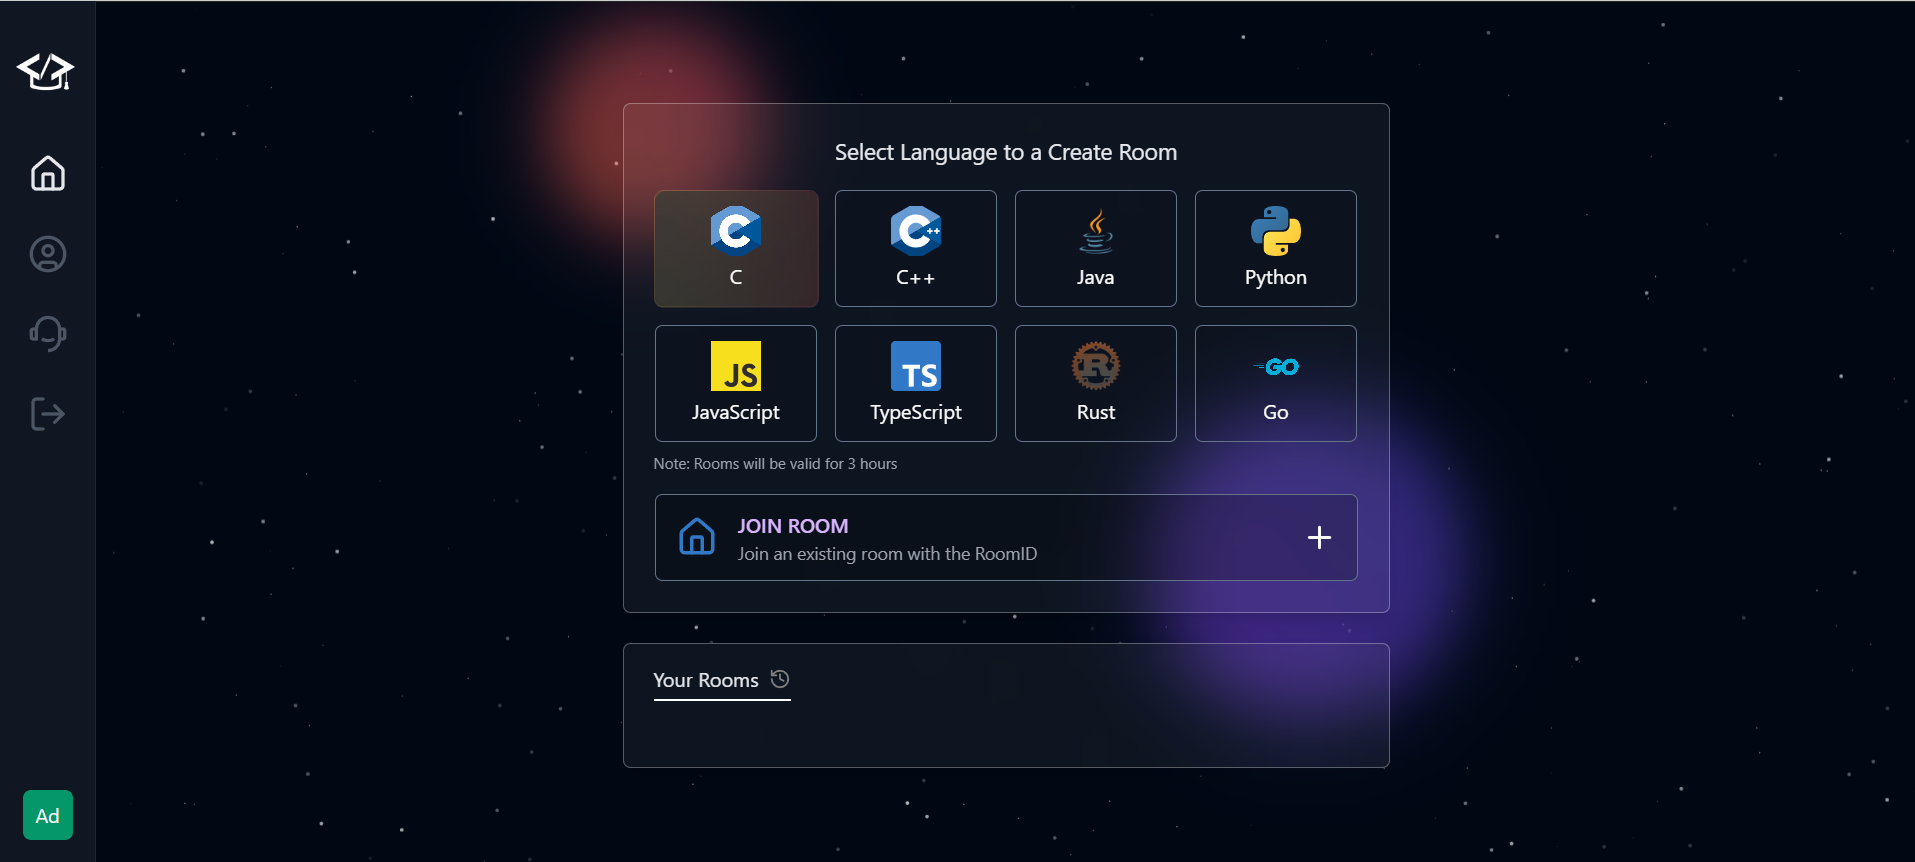 Select Language to a Create Room
C
C++
Java
Python
JS
JavaScript
TS
TypeScript
R
Rust
GO
Go
Note: Rooms will be valid for 3 hours
JOIN ROOM
Join an existing room with the RoomID
Your Rooms
Ad